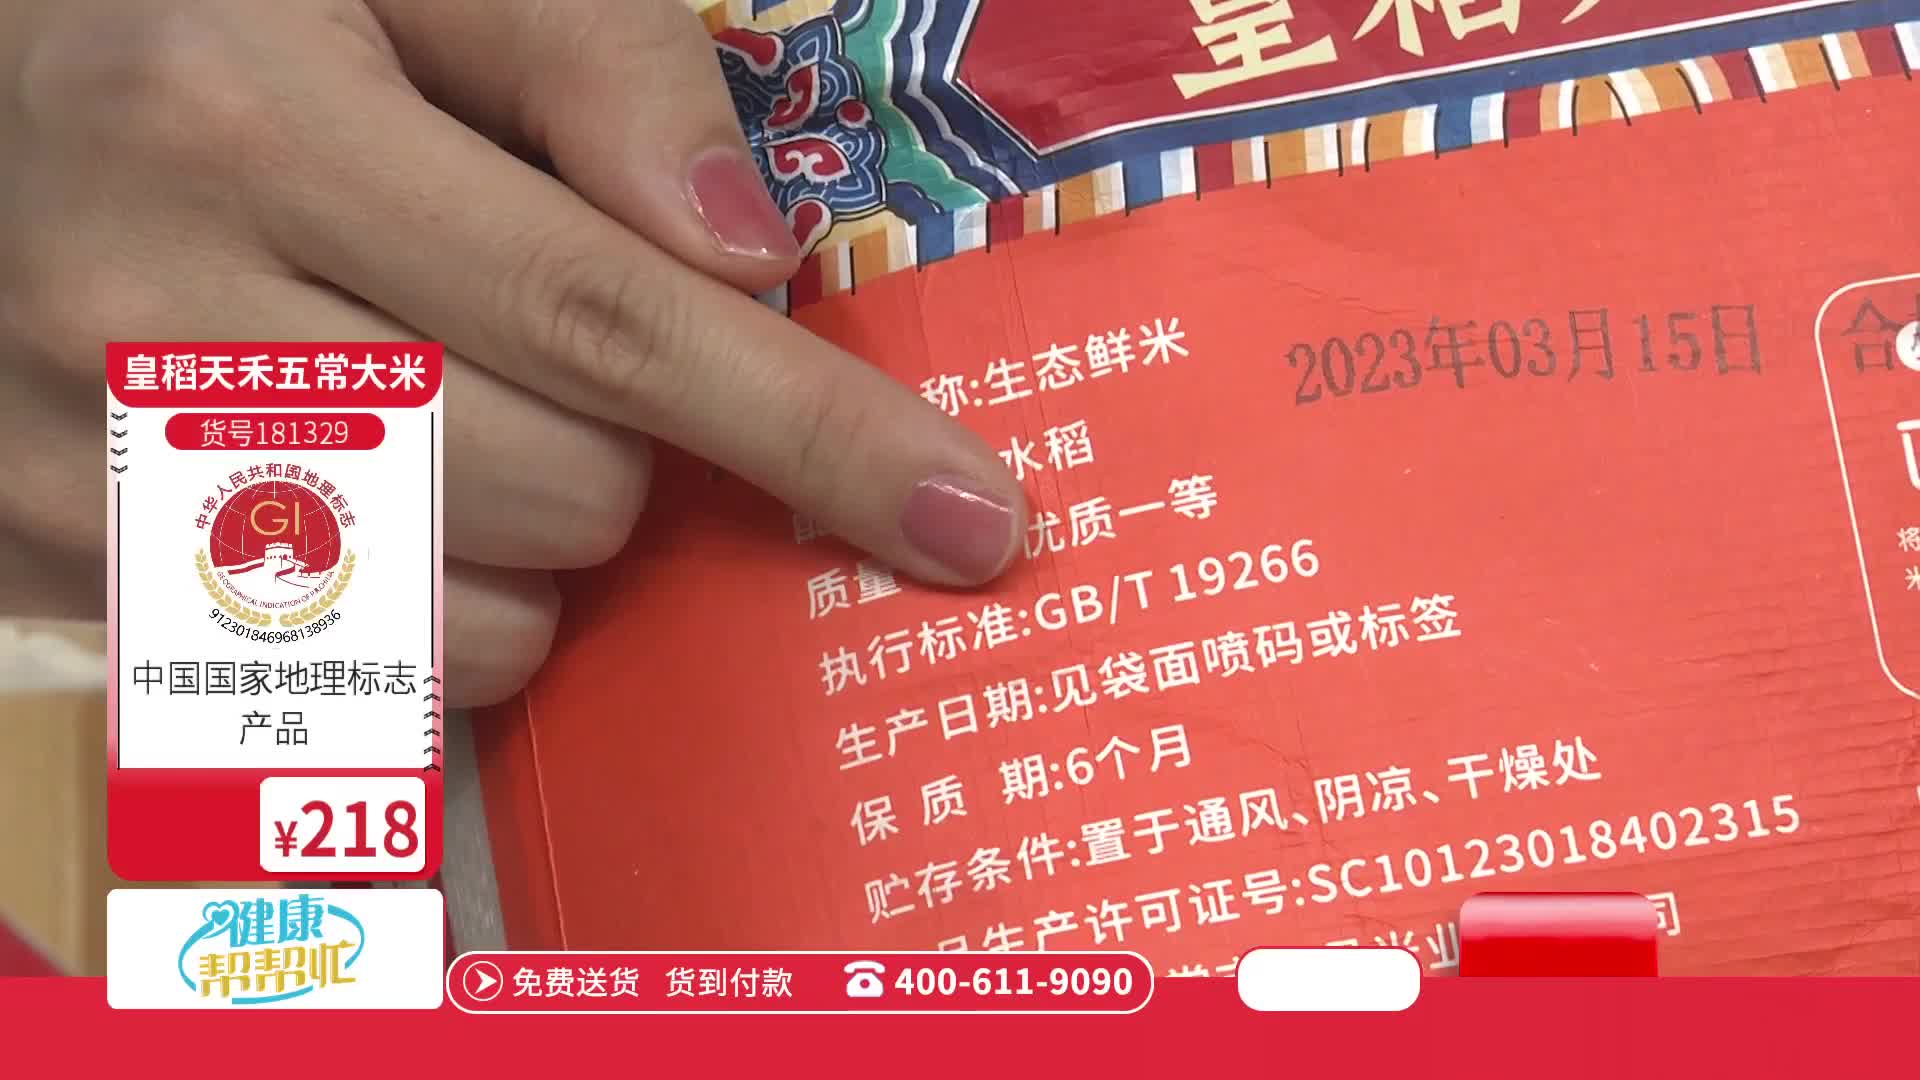 皇稻
称:生态鲜米
2023年03月15日
水稻
优质一等
质量
执行标准:GB/T 19266
生产日期:见袋面喷码或标签
保 质 期:6个月
贮存条件:置于通风、阴凉、干燥处
生产许可证号:SC10123018402315
司
将
米
皇稻天禾五常大米
货号181329
中华人民共和国地理标志
GI
GEOGRAPHICAL INDICATION OF P.R.CHINA
912301846968138936
中国国家地理标志
产品
¥218
健康
帮帮忙
免费送货 货到付款 400-611-9090